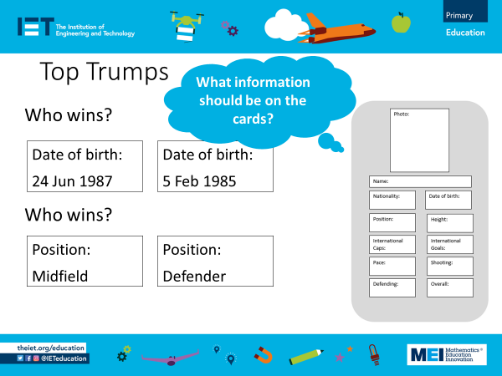 IET
The Institution of
Engineering and Technology
Primary
Education
Top Trumps
What information
should be on the
cards?
Who wins?
Date of birth:
24 Jun 1987
Date of birth:
5 Feb 1985
Who wins?
Position:
Midfield
Position:
Defender
Photo:
Name:
Nationality:
Date of birth:
Position:
Height:
International
Caps:
International
Goals:
Pace:
Shooting:
Defending:
Overall:
theiet.org/education
@IETeducation
MEI
Mathematics
Education
Innovation